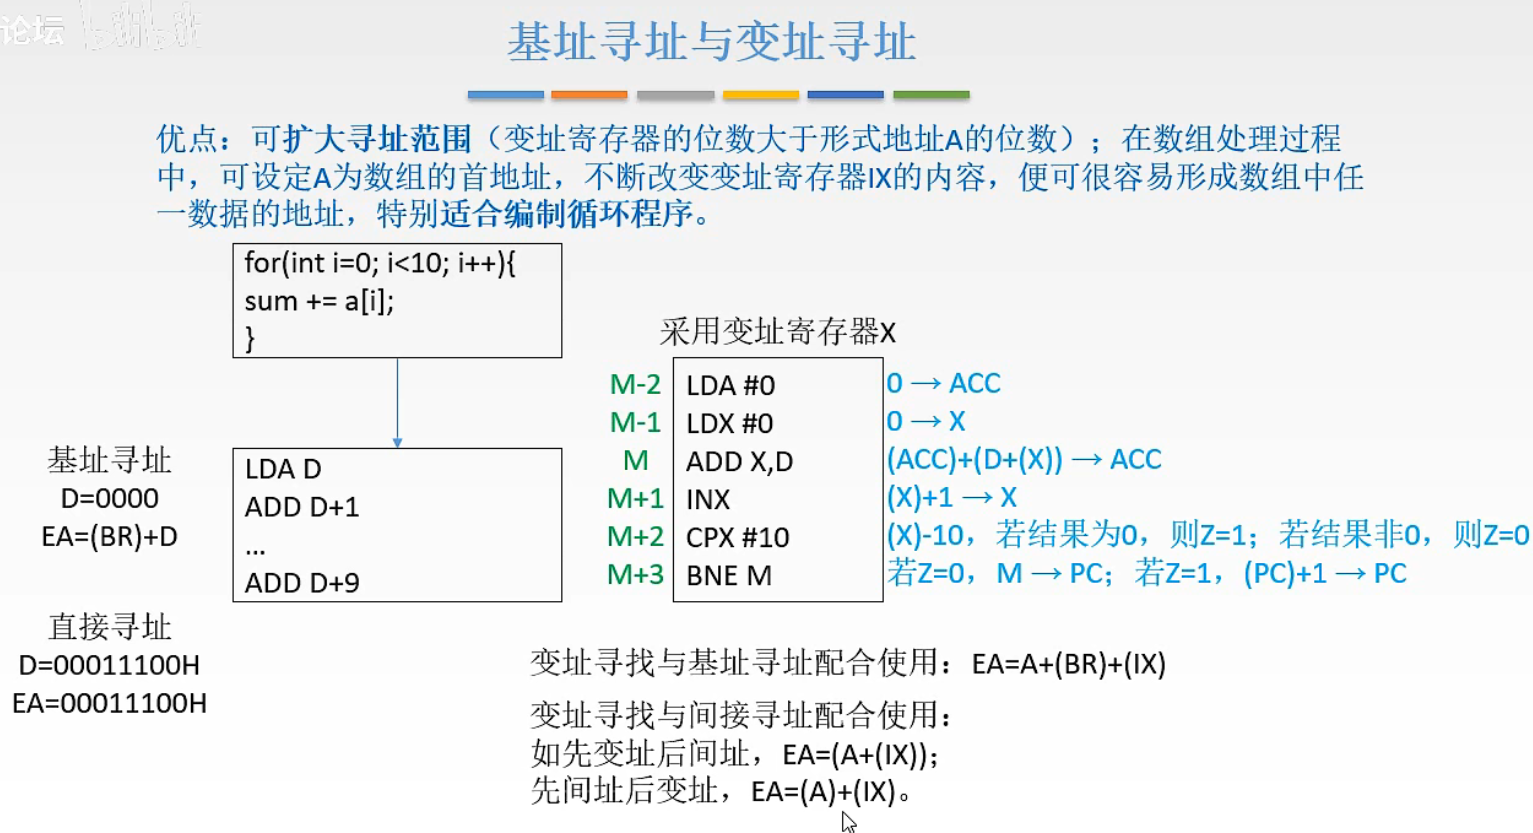 论坛 bilibili
基址寻址与变址寻址
优点：可扩大寻址范围（变址寄存器的位数大于形式地址A的位数）；在数组处理过程
中，可设定A为数组的首地址，不断改变变址寄存器IX的内容，便可很容易形成数组中任
一数据的地址，特别适合编制循环程序。
for(int i=0; i<10; i++){
sum += a[i];
}
基址寻址
D=0000
EA=(BR)+D
LDA D
ADD D+1
...
ADD D+9
直接寻址
D=00011100H
EA=00011100H
采用变址寄存器X
M-2 LDA #0 0 → ACC
M-1 LDX #0 0 → X
M ADD X,D (ACC)+(D+(X)) → ACC
M+1 INX (X)+1 → X
M+2 CPX #10 (X)-10，若结果为0，则Z=1；若结果非0，则Z=0
M+3 BNE M 若Z=0，M → PC；若Z=1，(PC)+1 → PC
变址寻找与基址寻址配合使用：EA=A+(BR)+(IX)
变址寻找与间接寻址配合使用：
如先变址后间址，EA=(A+(IX))；
先间址后变址，EA=(A)+(IX)。